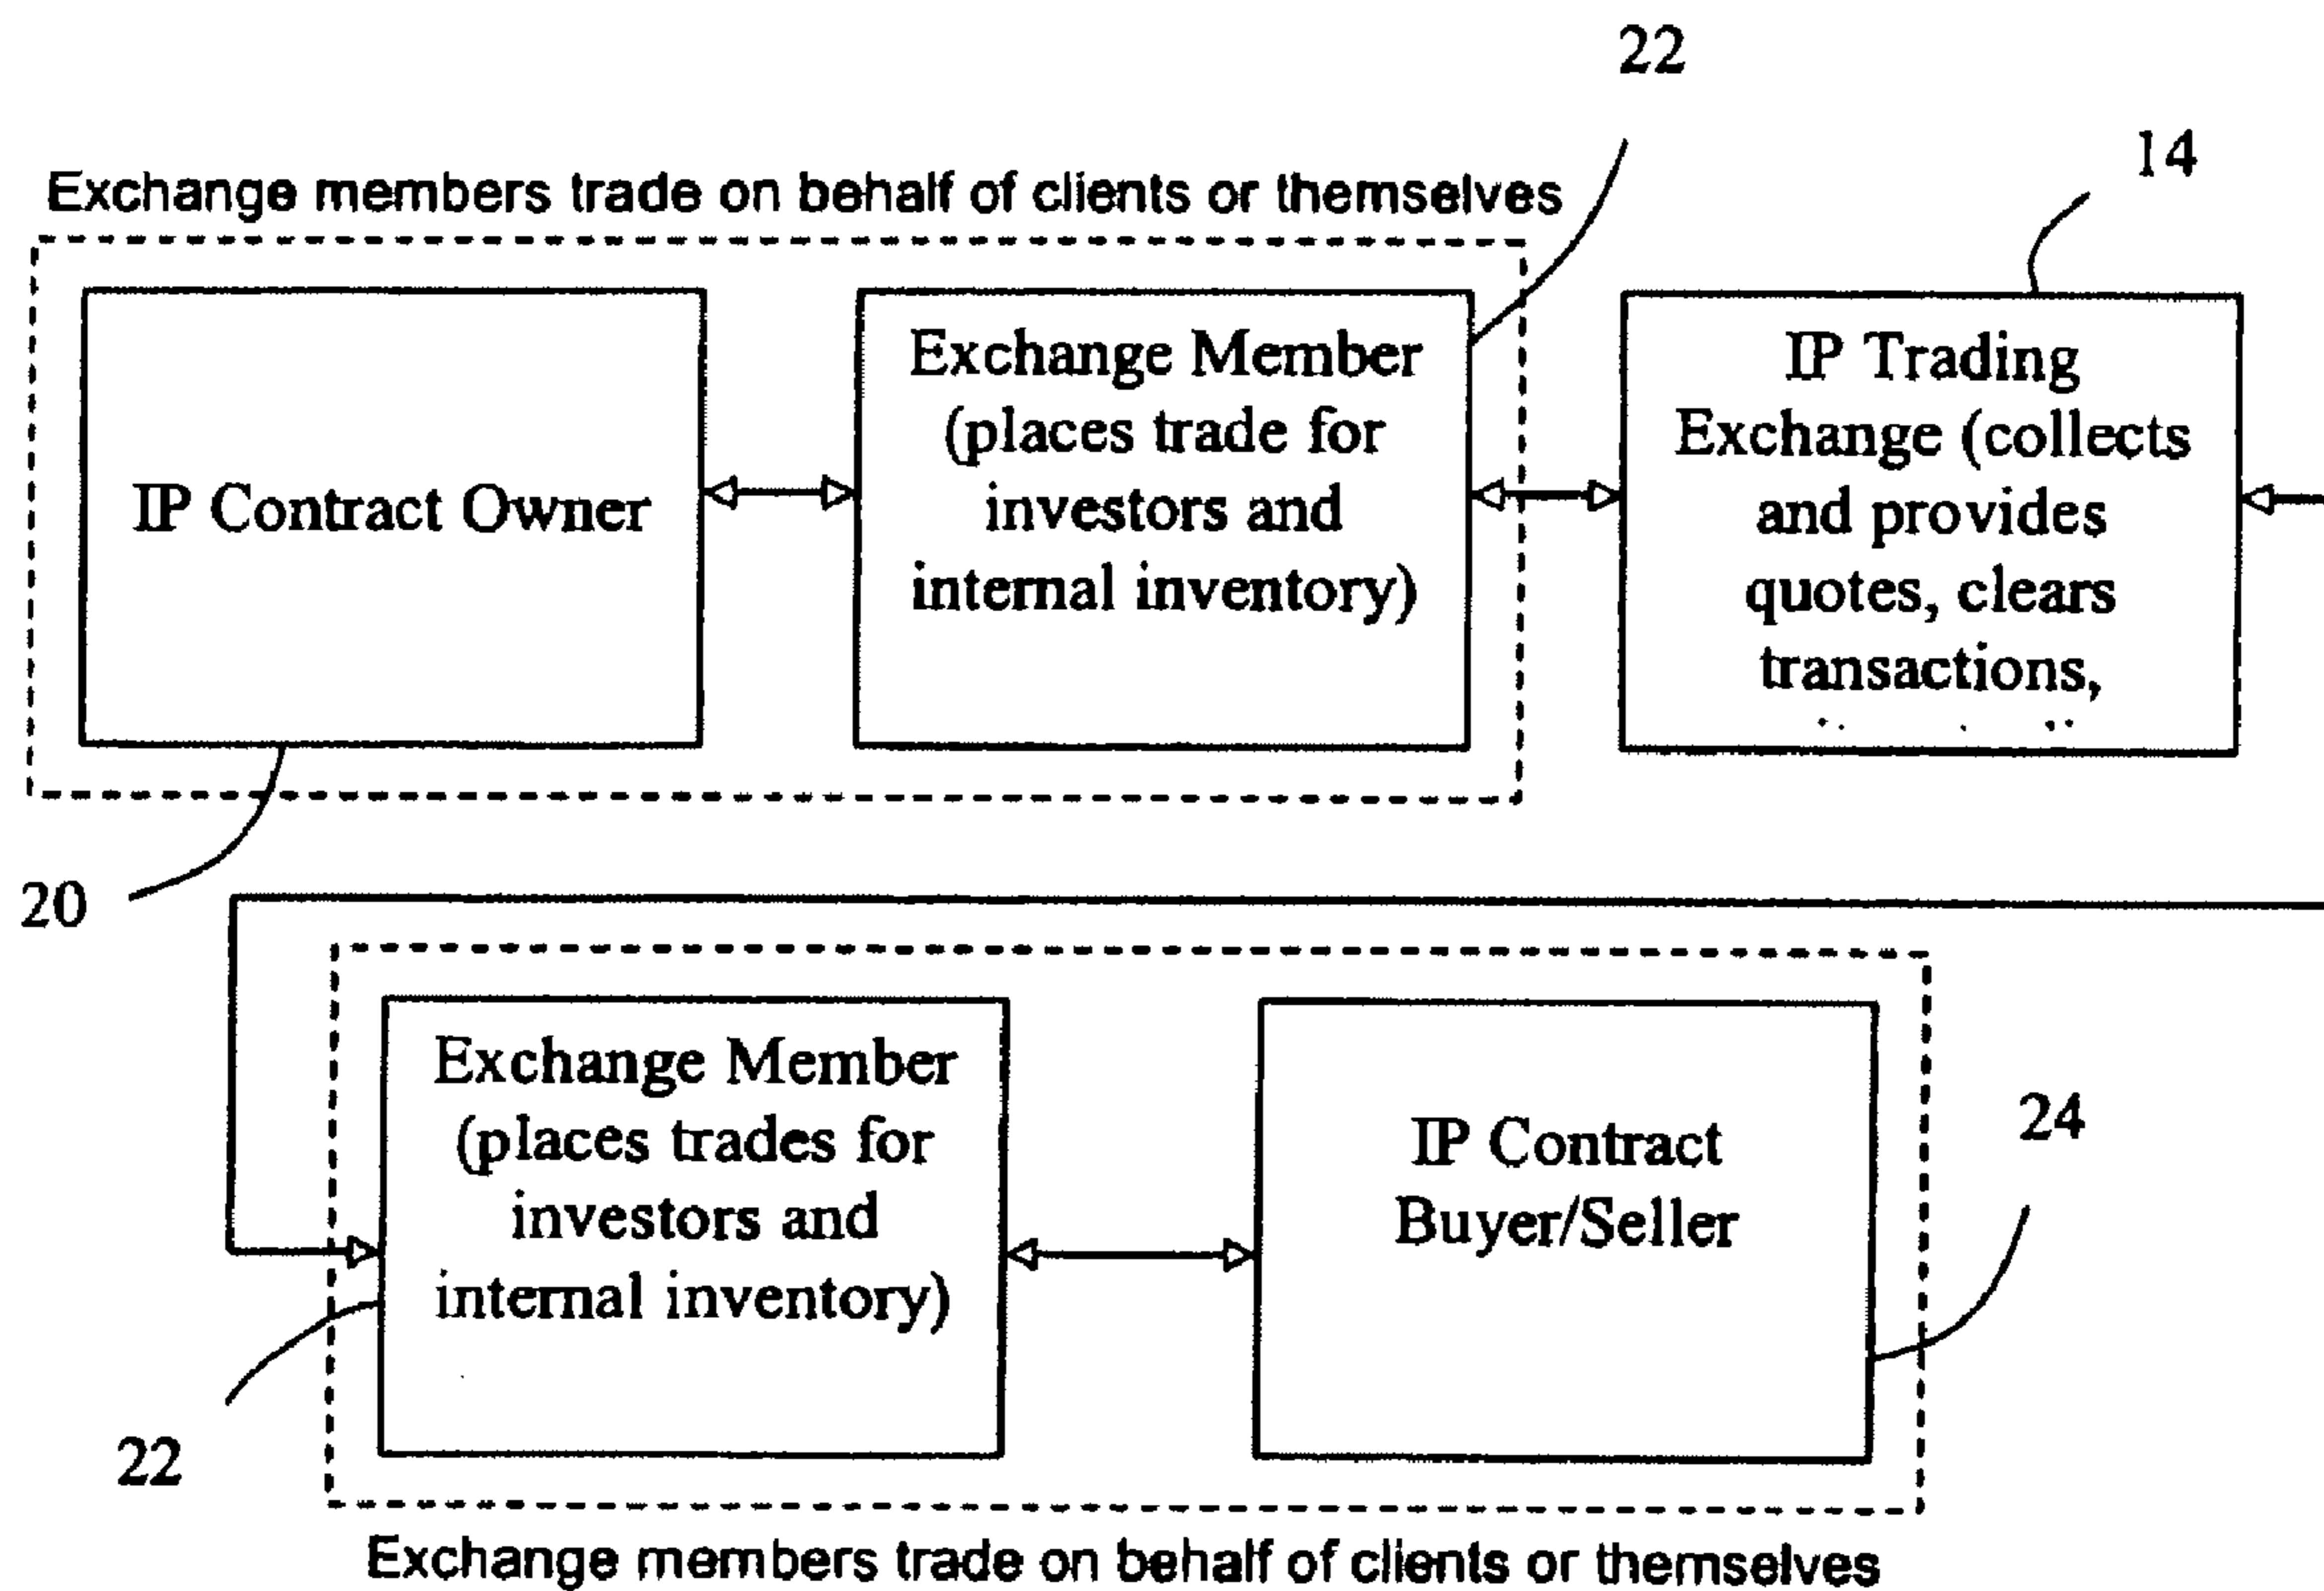 22
14
Exchange members trade on behalf of clients or themselves
IP Contract Owner
Exchange Member
(places trade for
investors and
internal inventory)
IP Trading
Exchange (collects
and provides
quotes, clears
transactions,
20
Exchange Member
(places trades for
investors and
internal inventory)
IP Contract
Buyer/Seller
24
22
Exchange members trade on behalf of clients or themselves